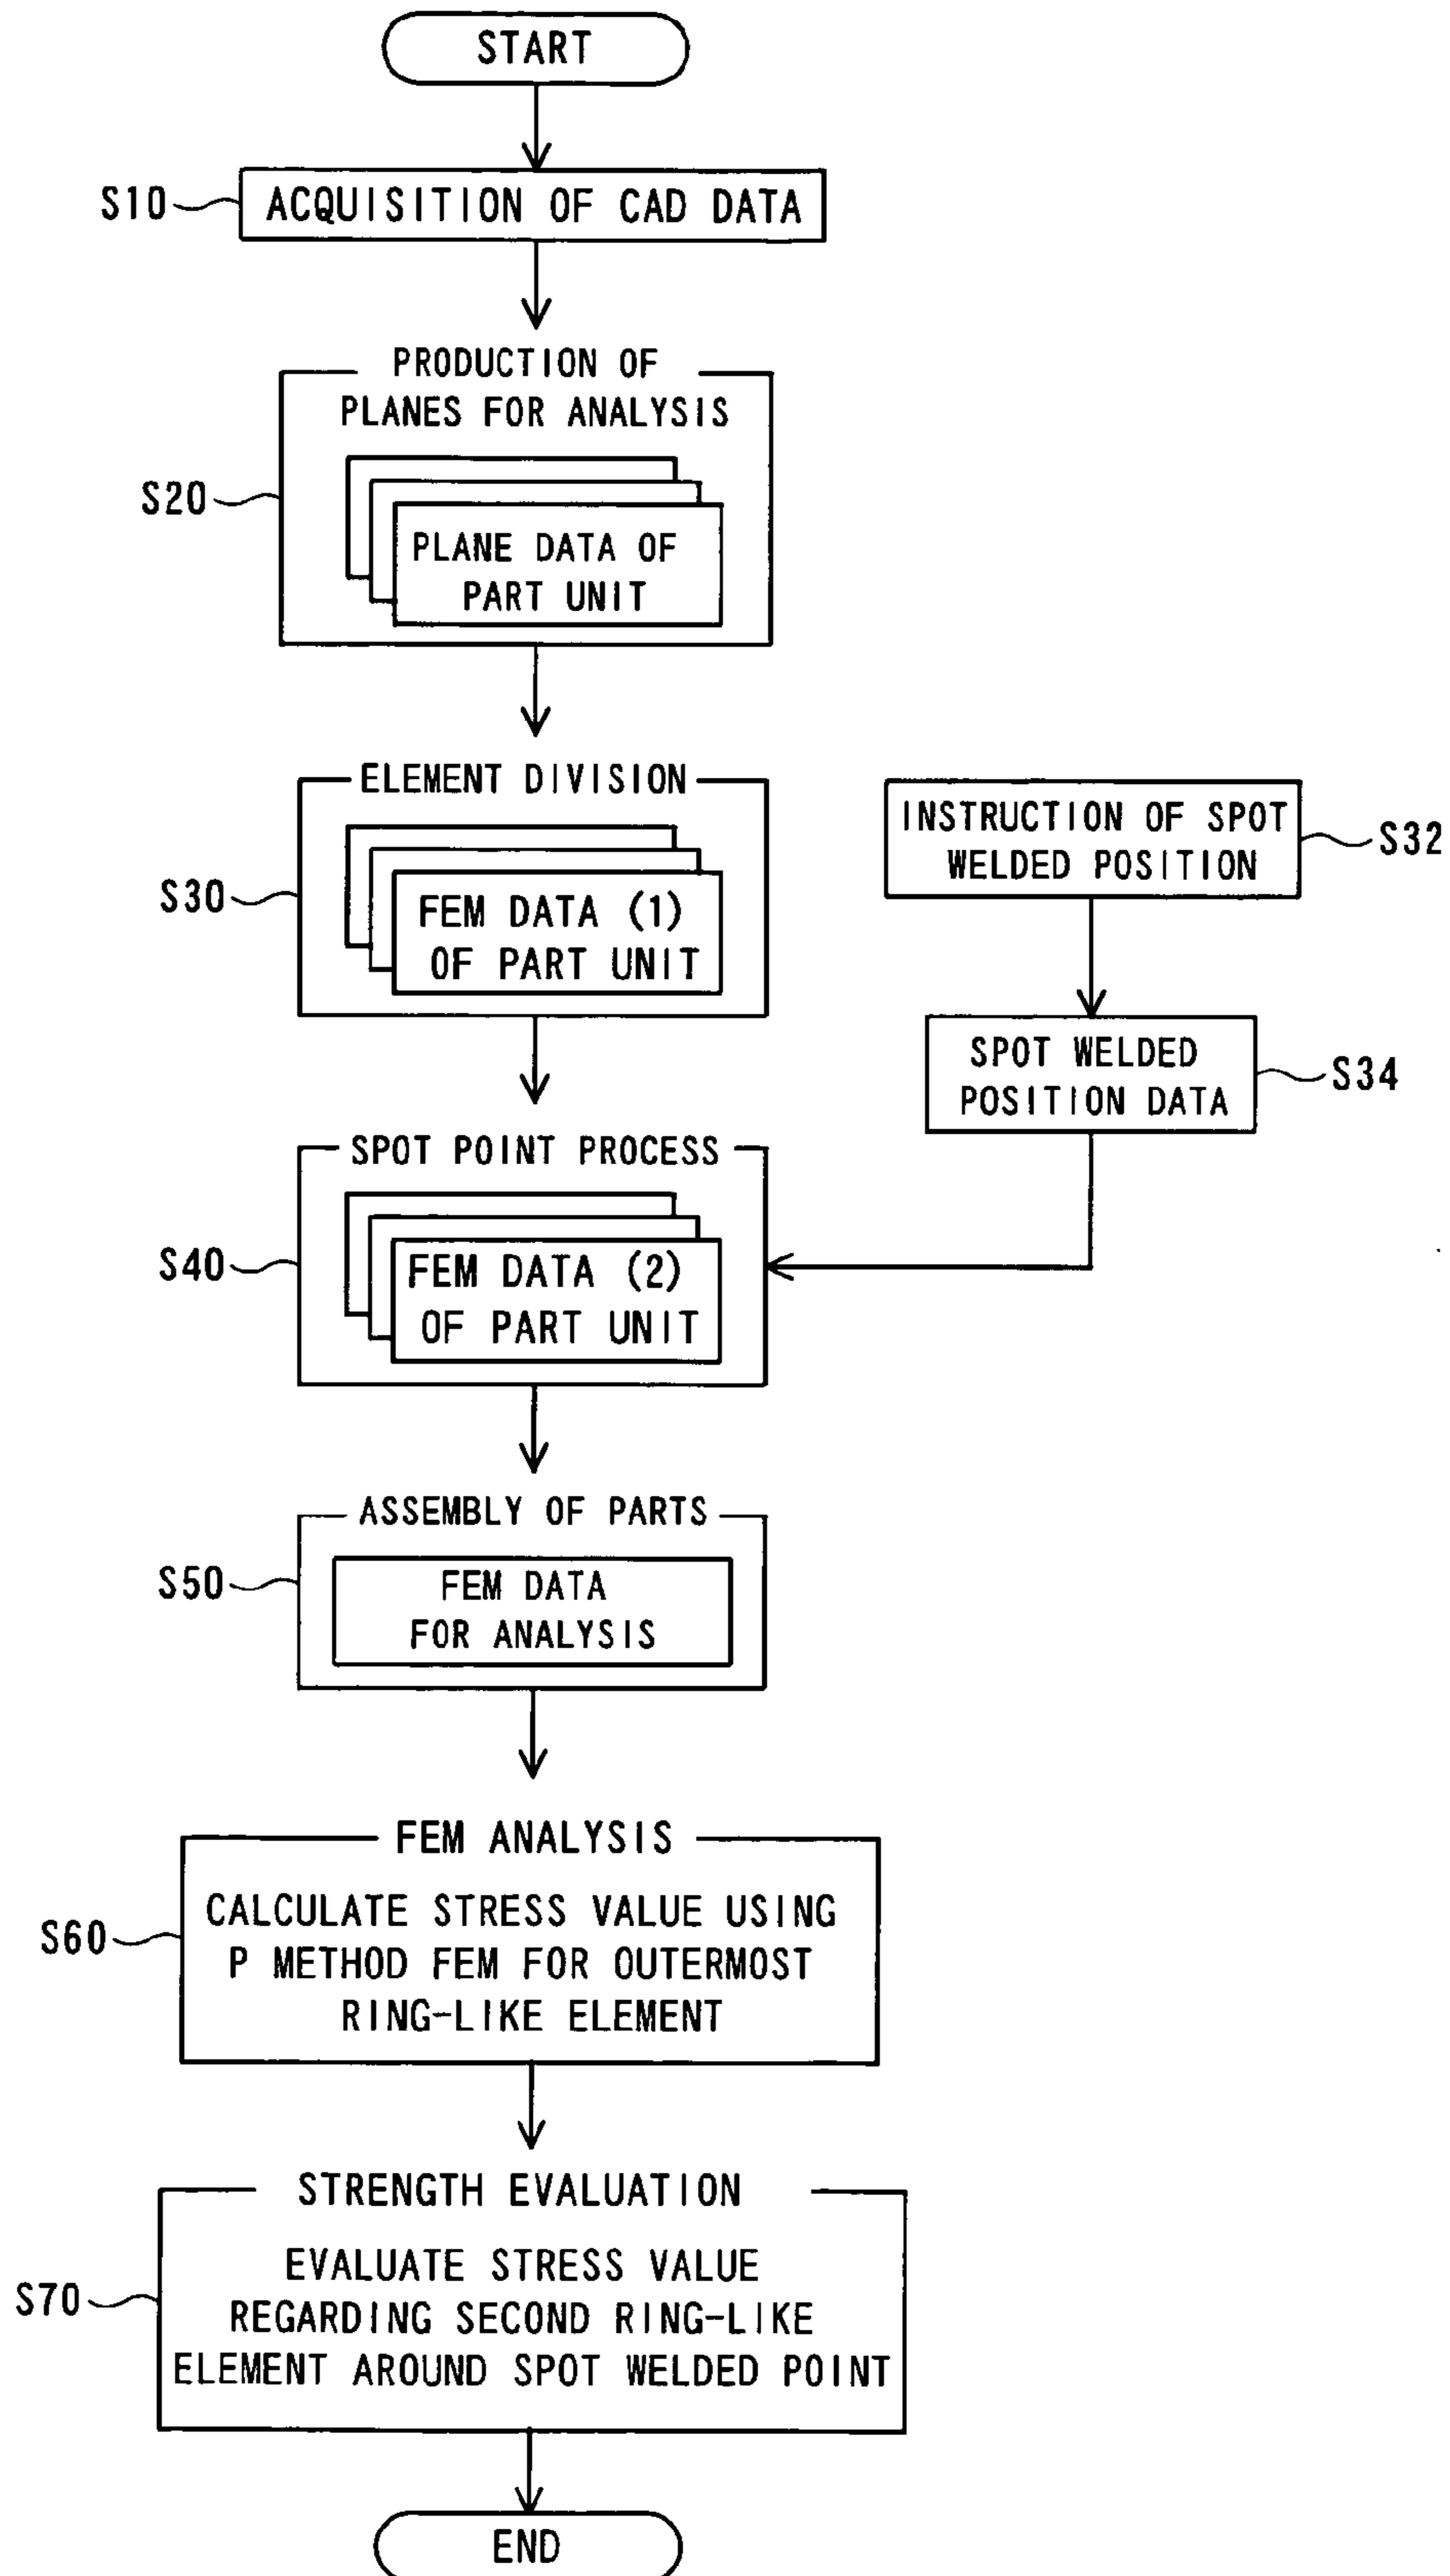 START
S10
ACQUISITION OF CAD DATA
PRODUCTION OF
PLANES FOR ANALYSIS
S20
PLANE DATA OF
PART UNIT
ELEMENT DIVISION
S30
FEM DATA (1)
OF PART UNIT
INSTRUCTION OF SPOT
WELDED POSITION
S32
SPOT WELDED
POSITION DATA
S34
SPOT POINT PROCESS
S40
FEM DATA (2)
OF PART UNIT
ASSEMBLY OF PARTS
S50
FEM DATA
FOR ANALYSIS
FEM ANALYSIS
S60
CALCULATE STRESS VALUE USING
P METHOD FEM FOR OUTERMOST
RING-LIKE ELEMENT
STRENGTH EVALUATION
S70
EVALUATE STRESS VALUE
REGARDING SECOND RING-LIKE
ELEMENT AROUND SPOT WELDED POINT
END